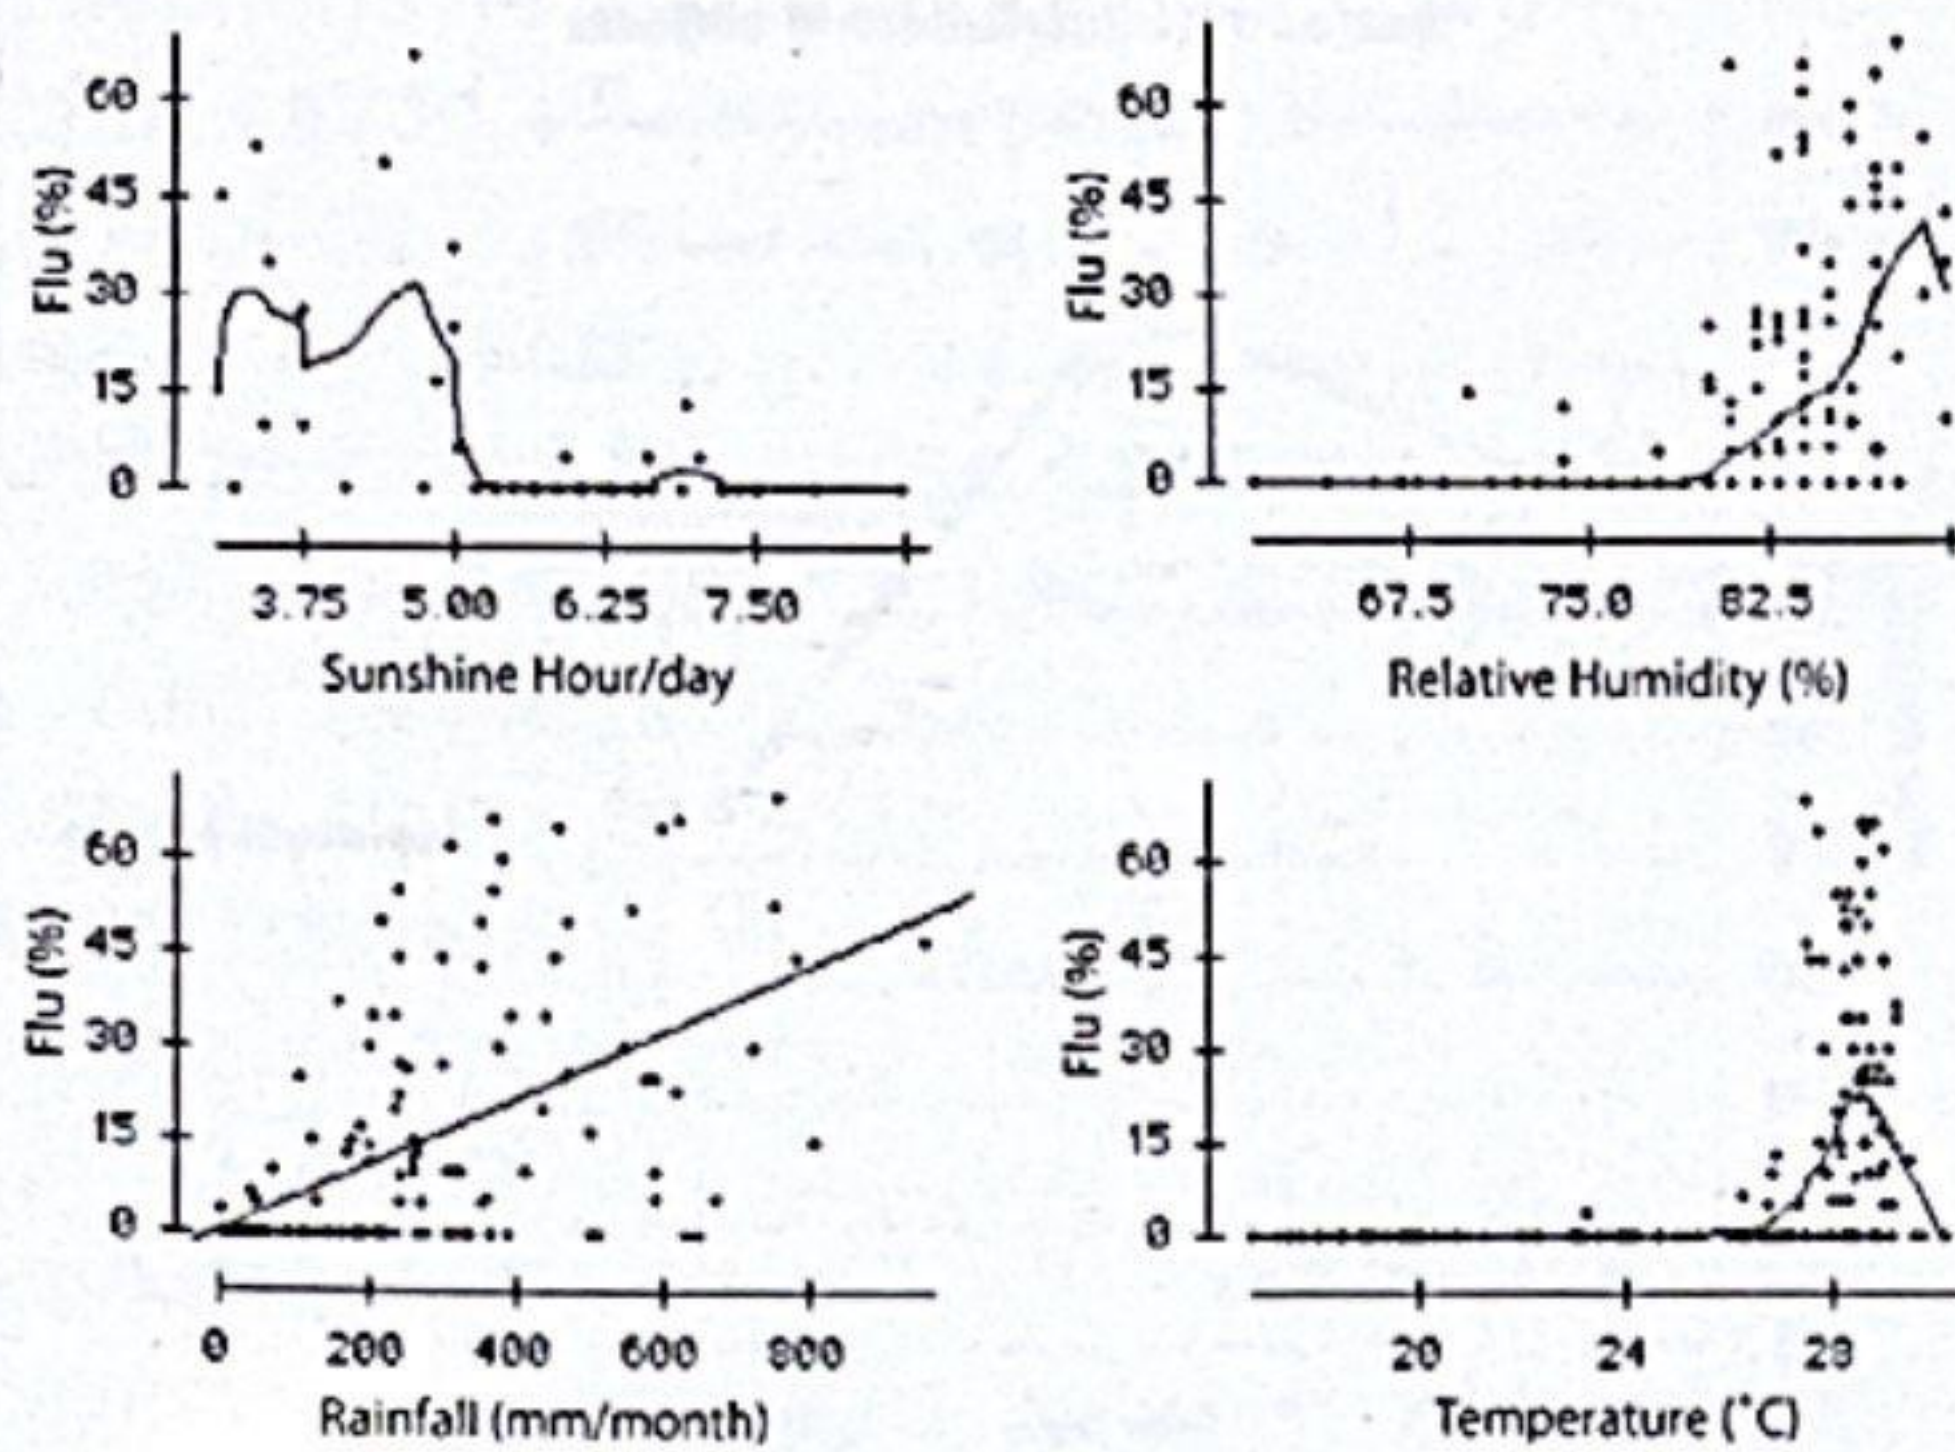 60
45
30
15
0
Flu (%)
3.75 5.00 6.25 7.50
Sunshine Hour/day
60
45
30
15
0
Flu (%)
67.5 75.0 82.5
Relative Humidity (%)
60
45
30
15
0
Flu (%)
0 200 400 600 800
Rainfall (mm/month)
60
45
30
15
0
Flu (%)
20 24 28
Temperature (°C)